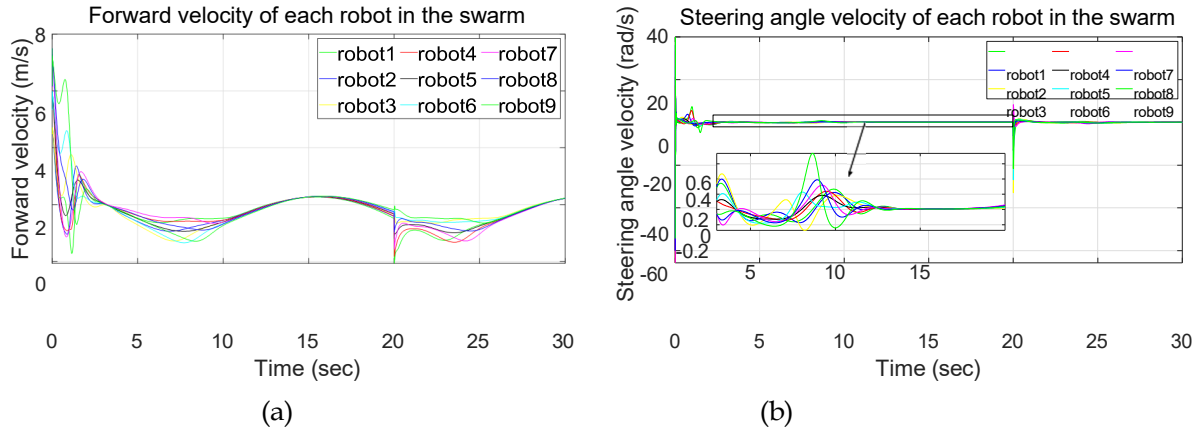 Forward velocity of each robot in the swarm
8
6
4
2
0
Forward velocity (m/s)
robot1 robot4 robot7
robot2 robot5 robot8
robot3 robot6 robot9
0 5 10 15 20 25 30
Time (sec)
(a)
Steering angle velocity of each robot in the swarm
40
20
0
-20
-40
-60
Steering angle velocity (rad/s)
robot1 robot4 robot7
robot2 robot5 robot8
robot3 robot6 robot9
0.6
0.4
0.2
0
-0.2
5 10 15
0 5 10 15 20 25 30
Time (sec)
(b)